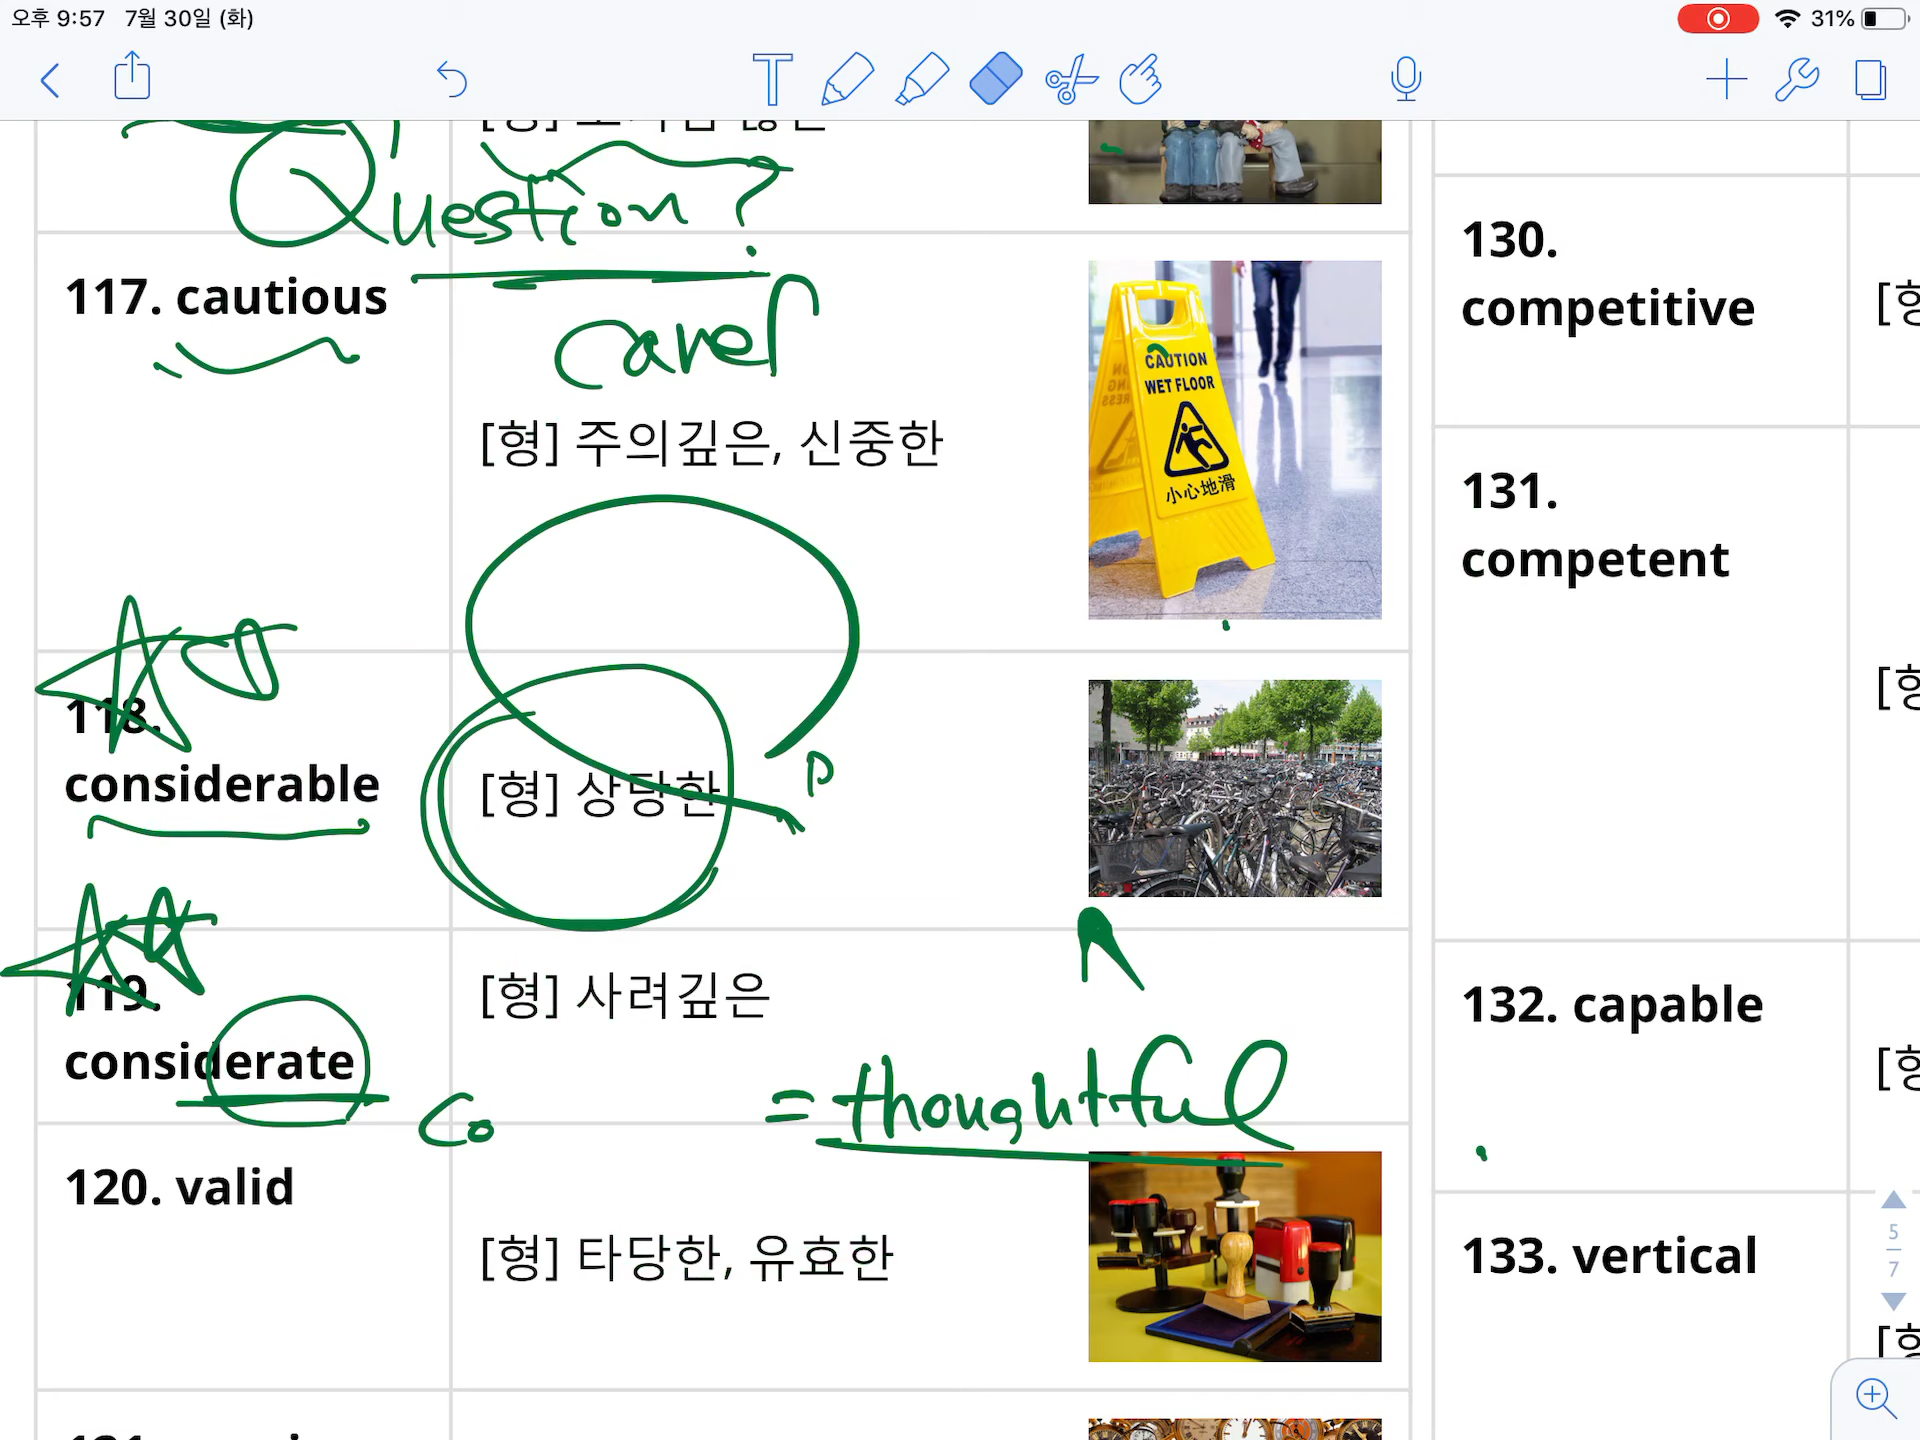 오후 9:57 7월 30일 (화)
31%
Question?
117. cautious
[형] 주의깊은, 신중한
CAUTION
WET FLOOR
小心地滑
118.
considerable
[형] 상당한
119.
considerate
[형] 사려깊은
Co
= thoughtful
120. valid
[형] 타당한, 유효한
130.
competitive
131.
competent
132. capable
133. vertical
5
7